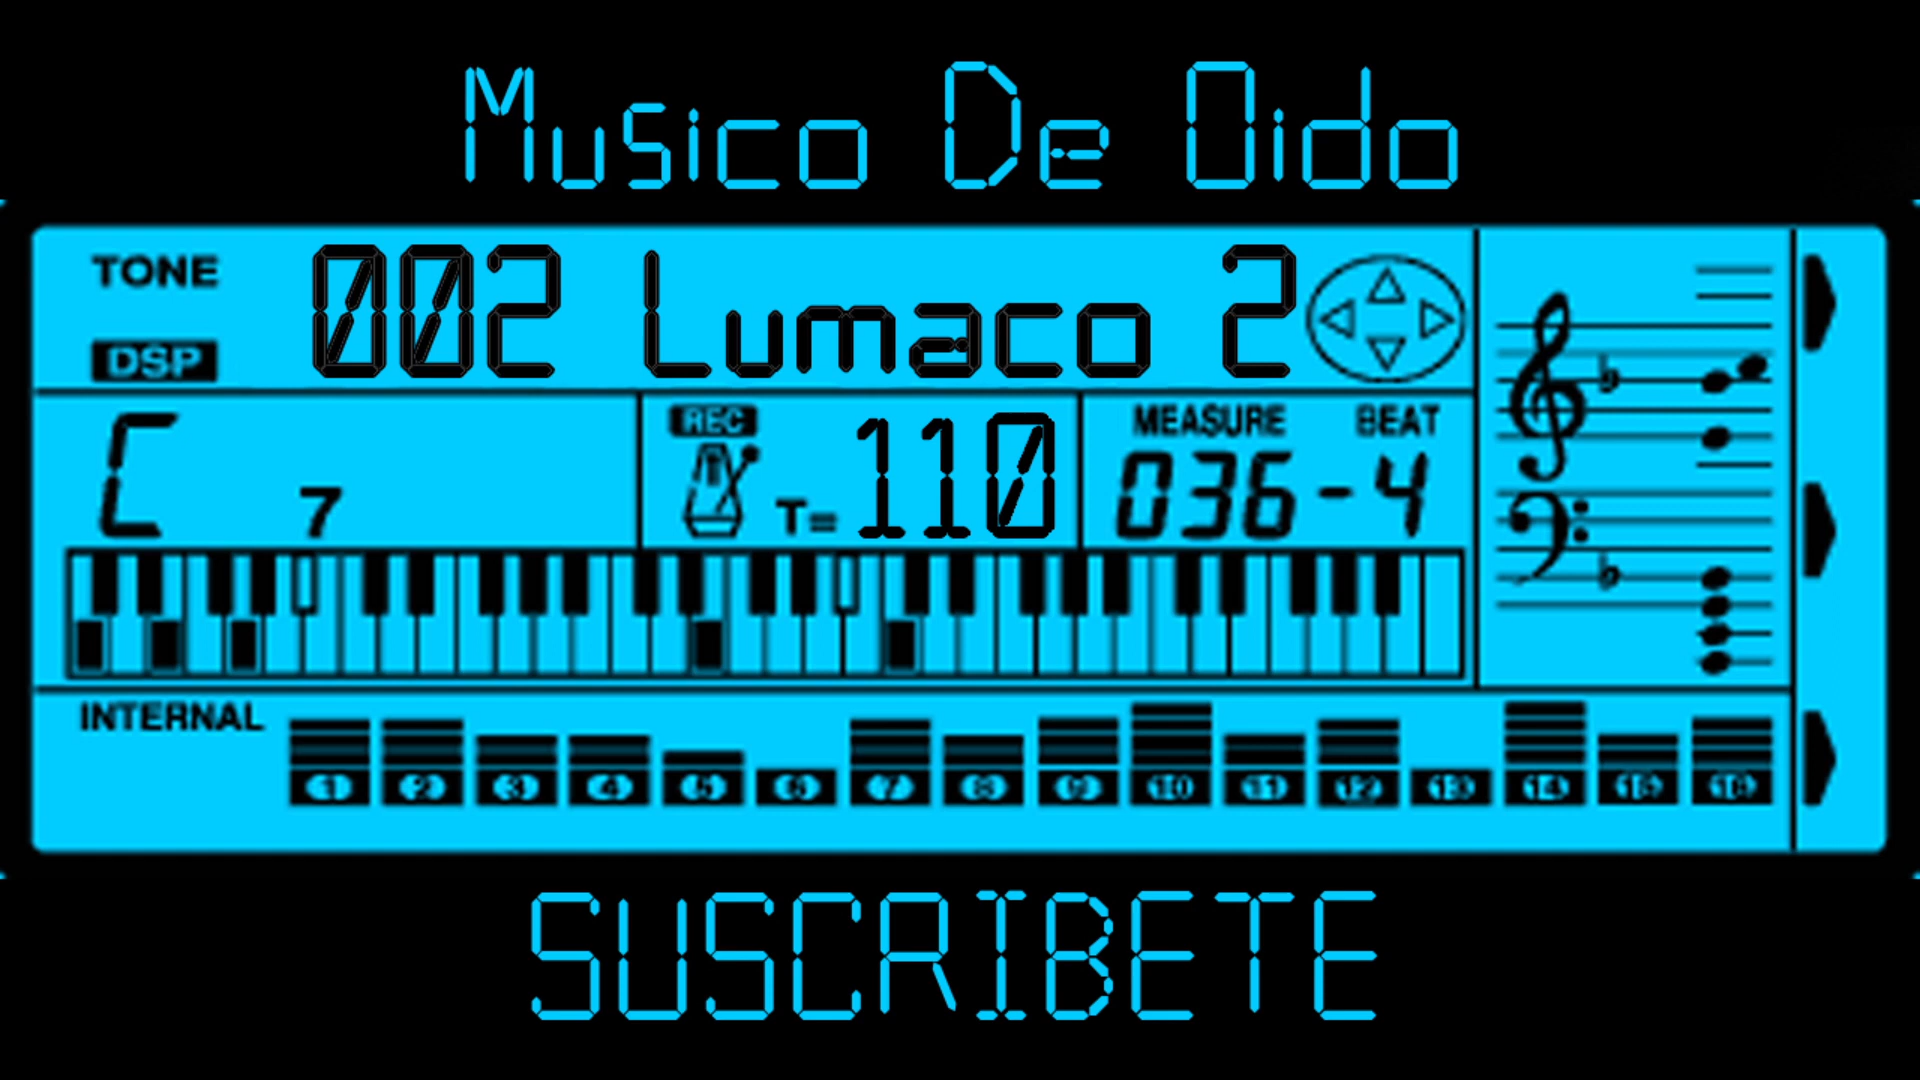 Musico De Oido
TONE
002 Lumaco 2
DSP
C 7
REC
T=110
MEASURE BEAT
036-4
INTERNAL
1 2 3 4 5 6 7 8 9 10 11 12 13 14 15 16
SUSCRIBETE